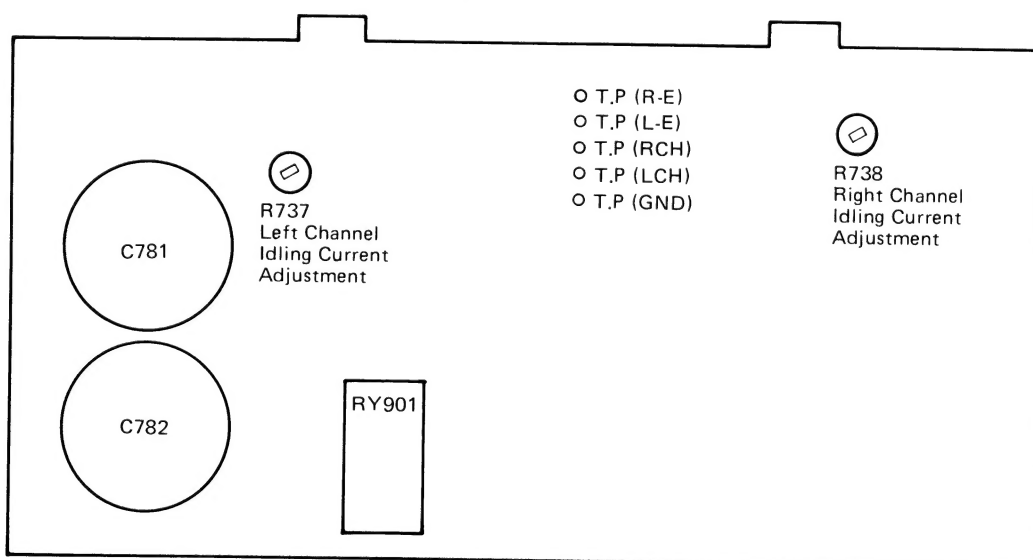 T.P (R-E)
T.P (L-E)
T.P (RCH)
T.P (LCH)
T.P (GND)
R738
Right Channel
Idling Current
Adjustment
R737
Left Channel
Idling Current
Adjustment
C781
C782
RY901